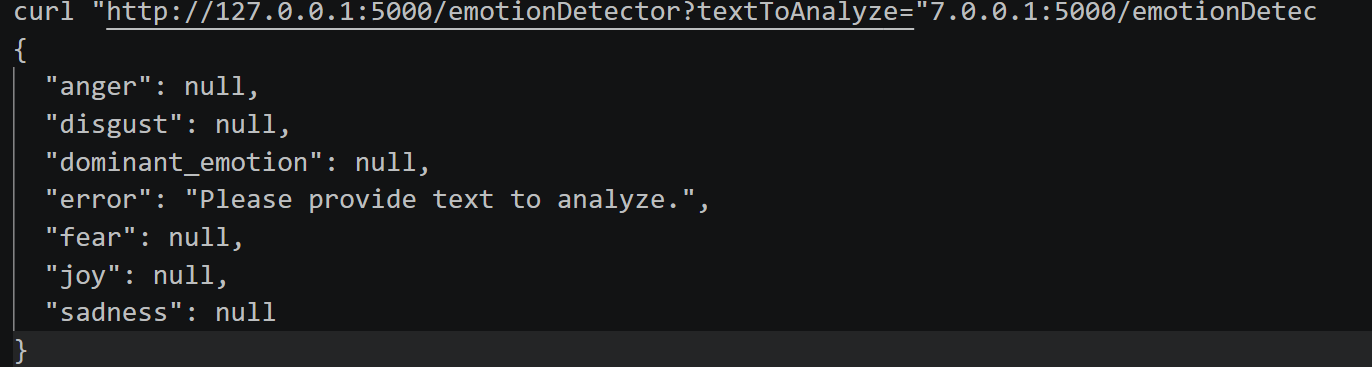 curl "http://127.0.0.1:5000/emotionDetector?textToAnalyze="7.0.0.1:5000/emotionDetec
{
  "anger": null,
  "disgust": null,
  "dominant_emotion": null,
  "error": "Please provide text to analyze.",
  "fear": null,
  "joy": null,
  "sadness": null
}